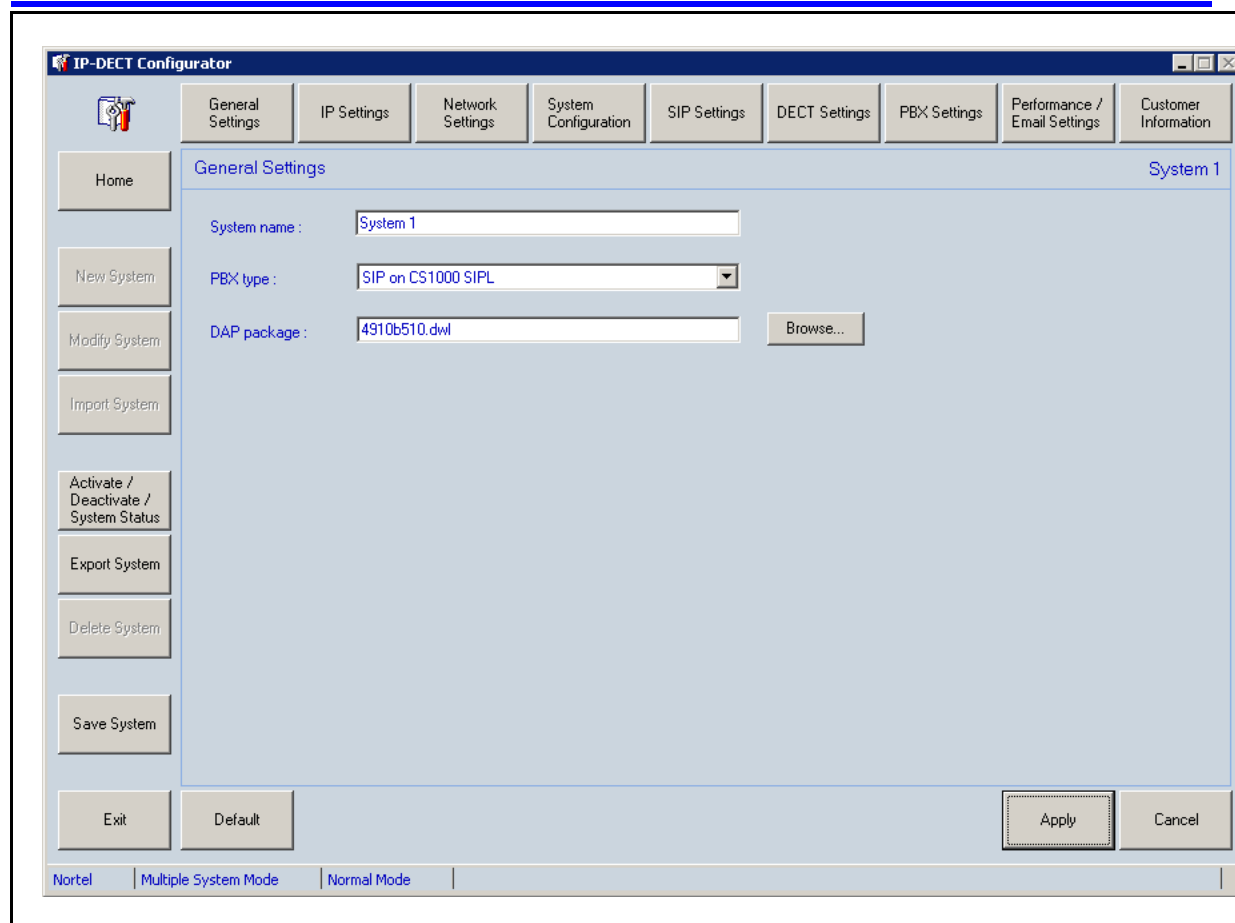 IP-DECT Configurator
General
Settings
IP Settings
Network
Settings
System
Configuration
SIP Settings
DECT Settings
PBX Settings
Performance /
Email Settings
Customer
Information
Home
General Settings
System 1
System name :
System 1
New System
PBX type :
SIP on CS1000 SIPL
Modify System
DAP package :
4910b510.dwl
Browse...
Import System
Activate /
Deactivate /
System Status
Export System
Delete System
Save System
Exit
Default
Apply
Cancel
Nortel
Multiple System Mode
Normal Mode